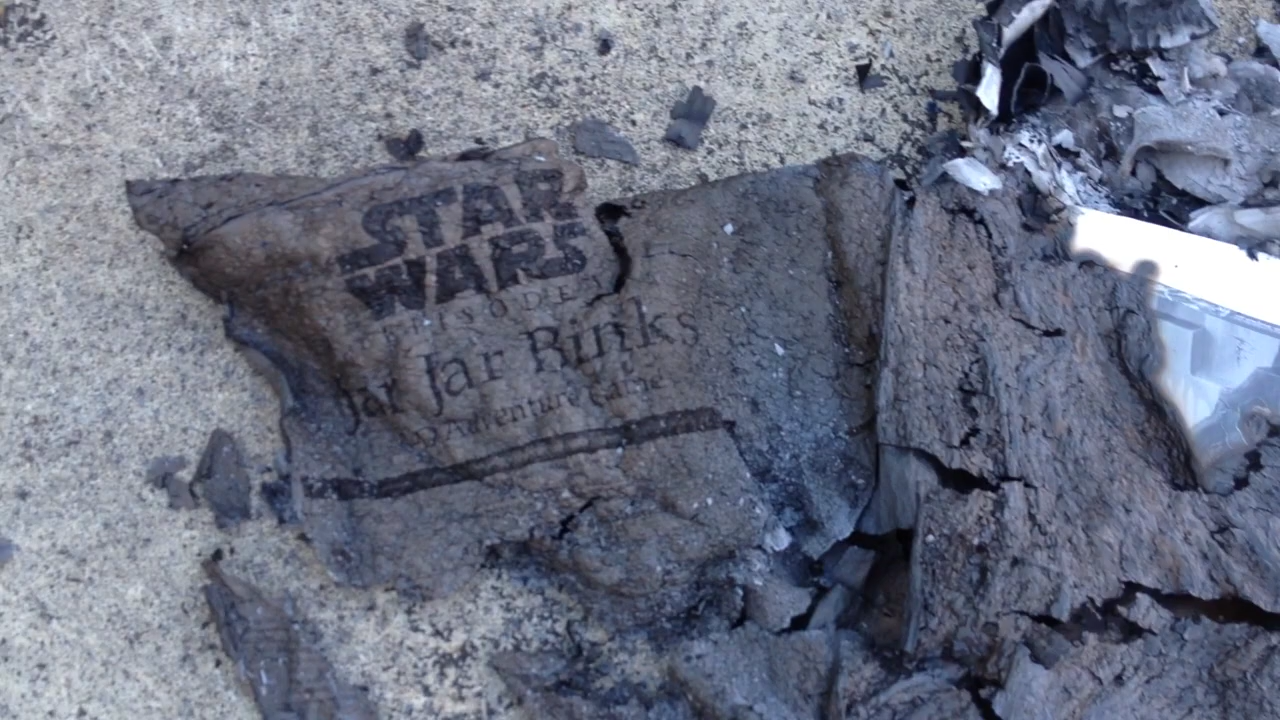 STAR
WARS
EPISODE I
Jar Jar Binks
Adventure Game